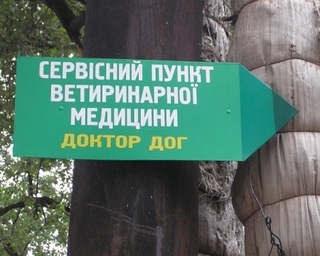 СЕРВІСНИЙ ПУНКТ
ВЕТИРИНАРНОЇ
МЕДИЦИНИ
ДОКТОР ДОГ